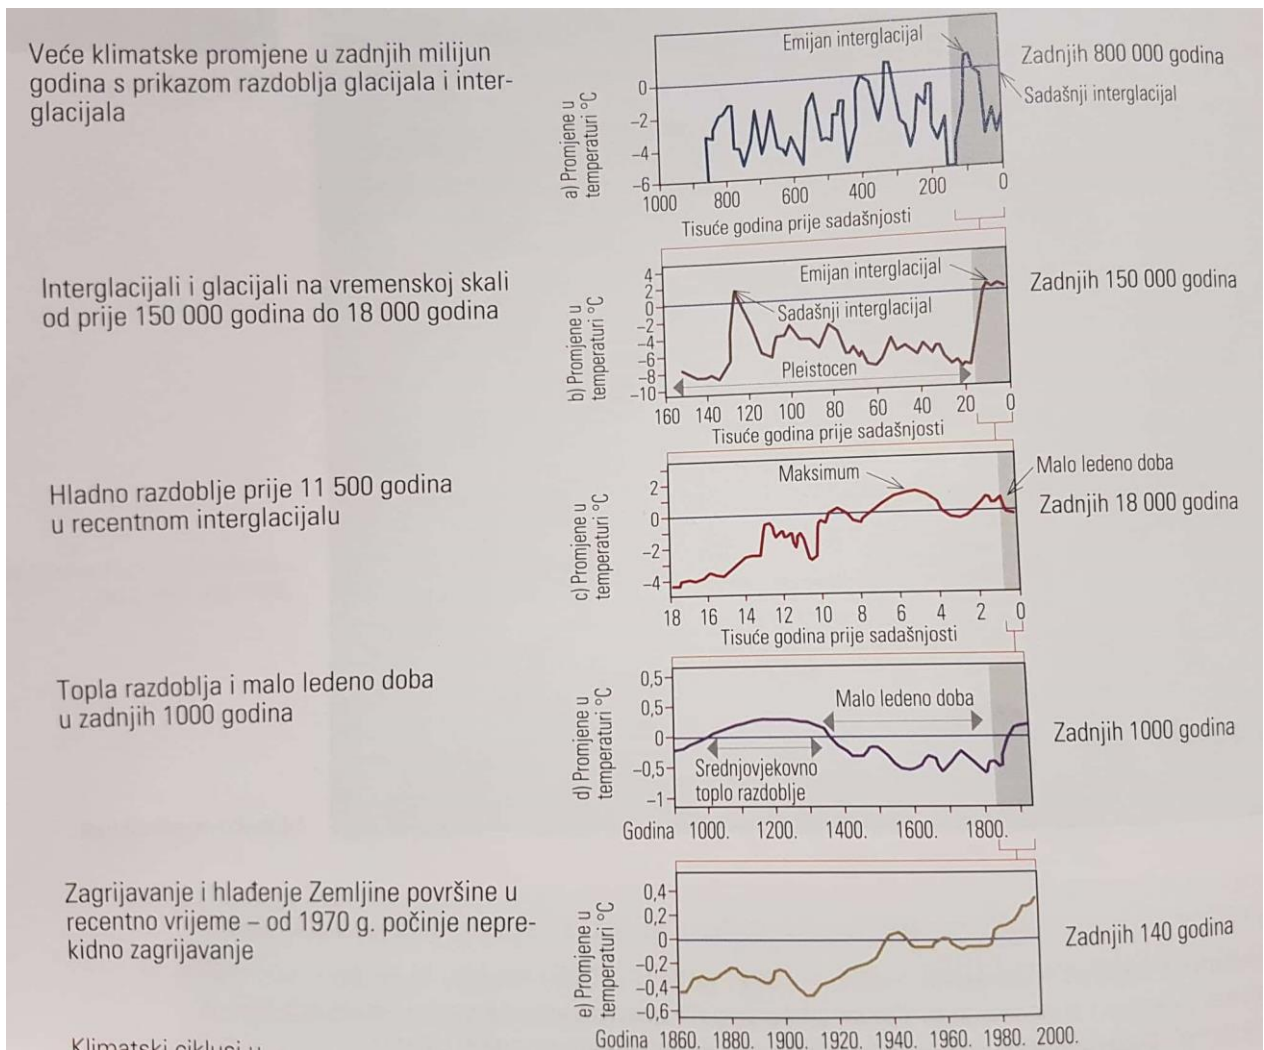 Veće klimatske promjene u zadnjih milijun
godina s prikazom razdoblja glacijala i inter-
glacijala
a) Promjene u
temperaturi °C
0
−2
−4
−6
Emijan interglacijal
Zadnjih 800 000 godina
Sadašnji interglacijal
1000 800 600 400 200 0
Tisuće godina prije sadašnjosti
Interglacijali i glacijali na vremenskoj skali
od prije 150 000 godina do 18 000 godina
b) Promjene u
temperaturi °C
4
2
0
−2
−4
−6
−8
−10
Emijan interglacijal
Sadašnji interglacijal
Pleistocen
Zadnjih 150 000 godina
160 140 120 100 80 60 40 20 0
Tisuće godina prije sadašnjosti
Hladno razdoblje prije 11 500 godina
u recentnom interglacijalu
c) Promjene u
temperaturi °C
2
0
−2
−4
Maksimum
Malo ledeno doba
Zadnjih 18 000 godina
18 16 14 12 10 8 6 4 2 0
Tisuće godina prije sadašnjosti
Topla razdoblja i malo ledeno doba
u zadnjih 1000 godina
d) Promjene u
temperaturi °C
0,5
0,5
0
−0,5
−1
Malo ledeno doba
Srednjovjekovno
toplo razdoblje
Zadnjih 1000 godina
Godina 1000. 1200. 1400. 1600. 1800.
Zagrijavanje i hlađenje Zemljine površine u
recentno vrijeme – od 1970 g. počinje nepre-
kidno zagrijavanje
e) Promjene u
temperaturi °C
0,4
0,2
0
−0,2
−0,4
−0,6
Zadnjih 140 godina
Godina 1860. 1880. 1900. 1920. 1940. 1960. 1980. 2000.
Klimatski ciklusi u